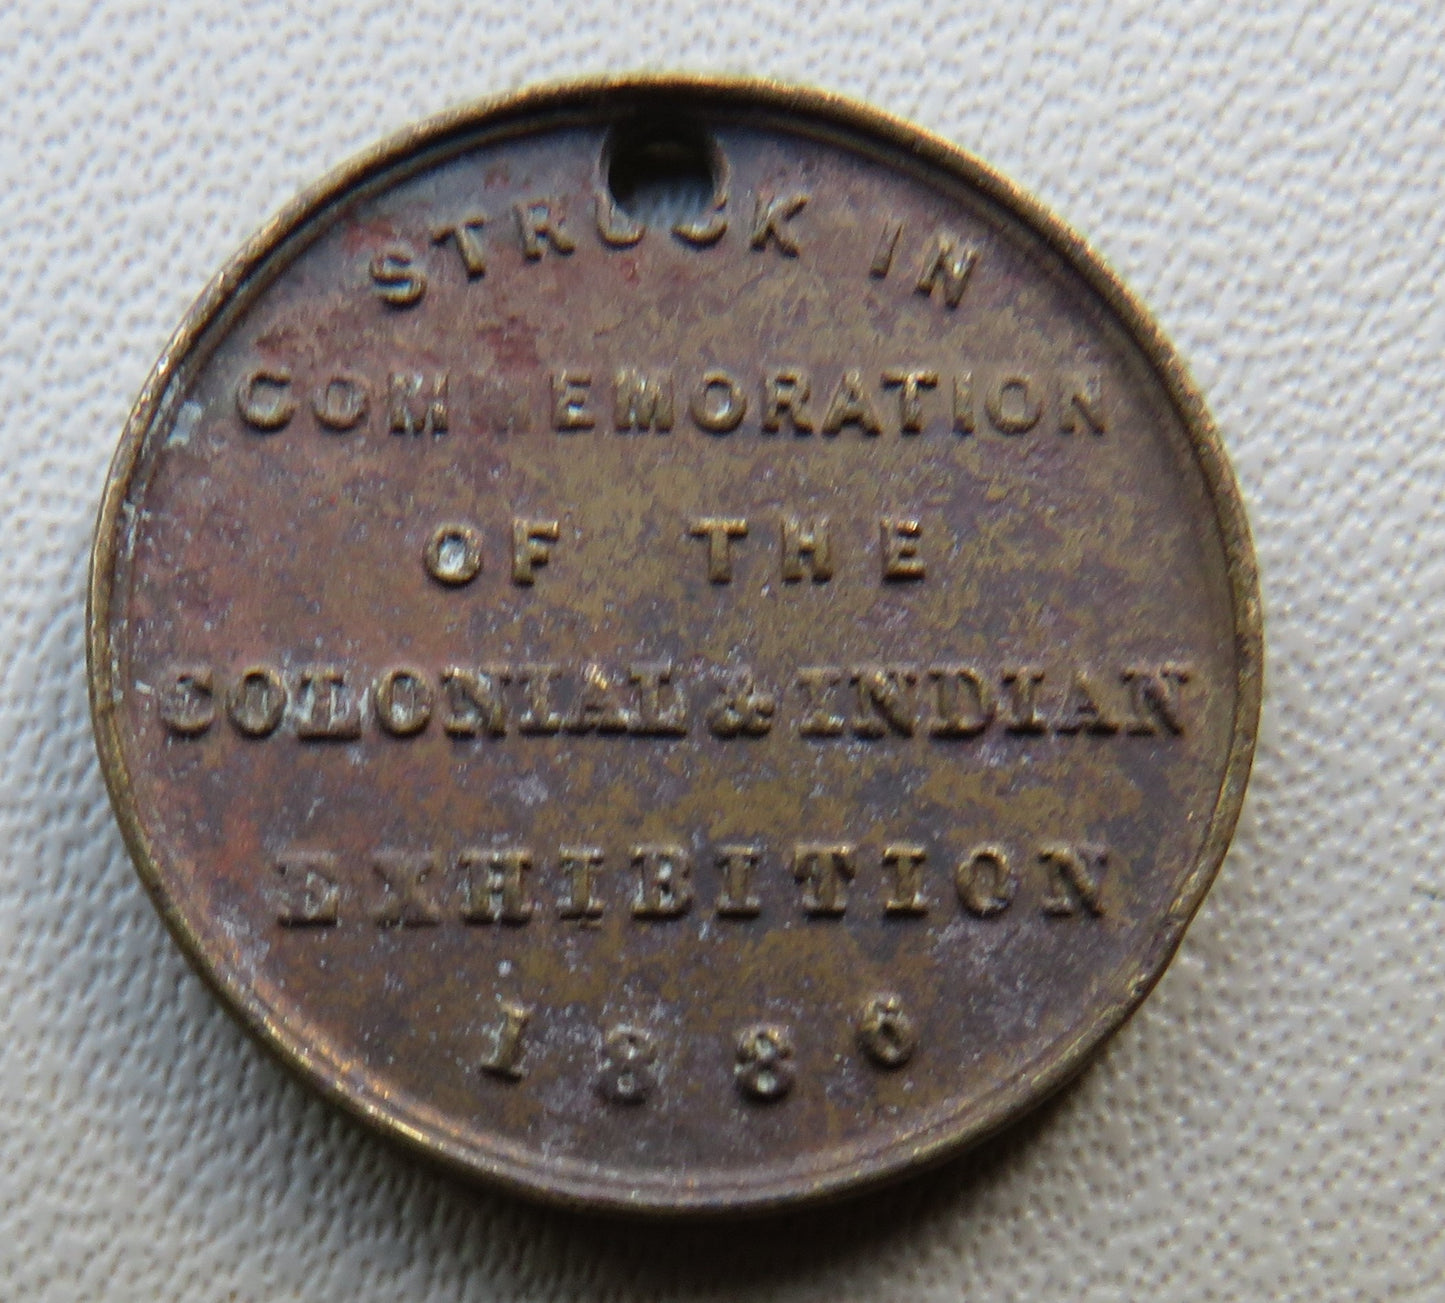 STRUCK IN
COMMEMORATION
OF THE
COLONIAL & INDIAN
EXHIBITION
1886